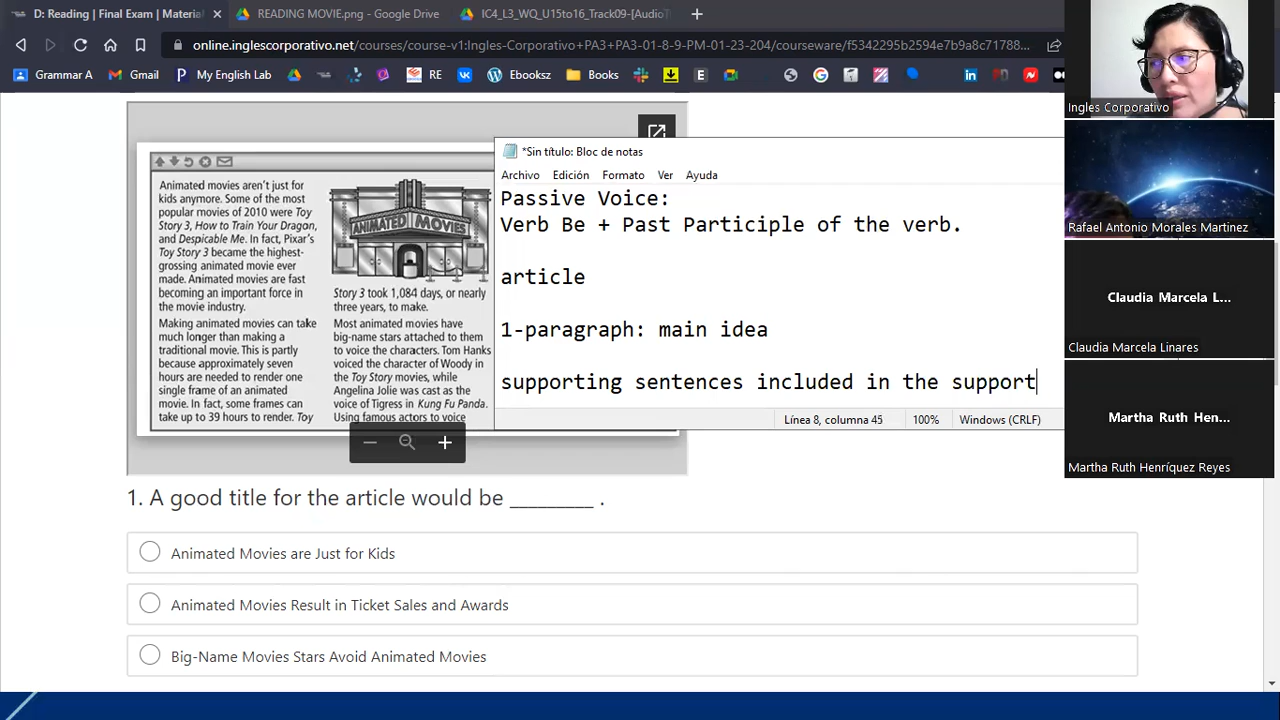 D: Reading | Final Exam | Material
READING MOVIE.png - Google Drive
IC4_L3_WQ_U15to16_Track09-[AudioT
online.inglescorporativo.net/courses/course-v1:Ingles-Corporativo+PA3+PA3-01-8-9-PM-01-23-204/courseware/f5342295b2594e7b9a8c71788...
Grammar A
Gmail
My English Lab
RE
Ebooksz
Books
Animated movies aren't just for
kids anymore. Some of the most
popular movies of 2010 were Toy
Story 3, How to Train Your Dragon,
and Despicable Me. In fact, Pixar's
Toy Story 3 became the highest-
grossing animated movie ever
made. Animated movies are fast
becoming an important force in
the movie industry.
Making animated movies can take
much longer than making a
traditional movie. This is partly
because approximately seven
hours are needed to render one
single frame of an animated
movie. In fact, some frames can
take up to 39 hours to render. Toy
ANIMATED MOVIES
Story 3 took 1,084 days, or nearly
three years, to make.
Most animated movies have
big-name stars attached to them
to voice the characters. Tom Hanks
voiced the character of Woody in
the Toy Story movies, while
Angelina Jolie was cast as the
voice of Tigress in Kung Fu Panda.
Using famous actors to voice
*Sin título: Bloc de notas
Archivo Edición Formato Ver Ayuda
Passive Voice:
Verb Be + Past Participle of the verb.
article
1-paragraph: main idea
supporting sentences included in the support
Línea 8, columna 45 100% Windows (CRLF)
1. A good title for the article would be ________ .
Animated Movies are Just for Kids
Animated Movies Result in Ticket Sales and Awards
Big-Name Movies Stars Avoid Animated Movies
Ingles Corporativo
Rafael Antonio Morales Martinez
Claudia Marcela L...
Claudia Marcela Linares
Martha Ruth Hen...
Martha Ruth Henríquez Reyes